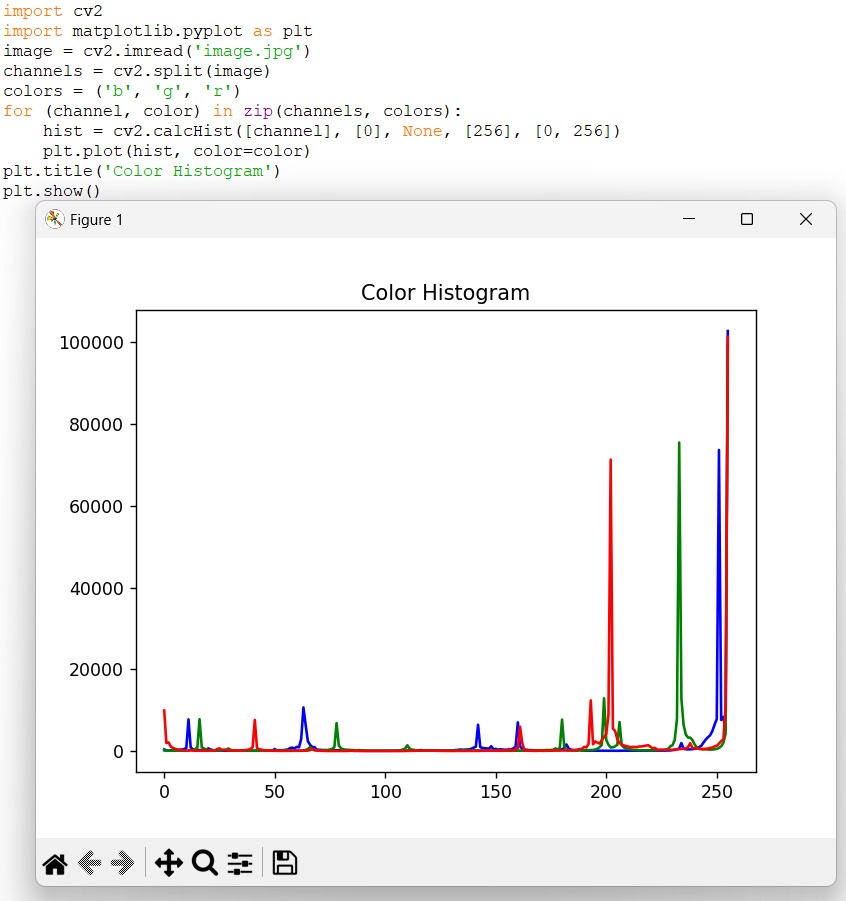 import cv2
import matplotlib.pyplot as plt
image = cv2.imread('image.jpg')
channels = cv2.split(image)
colors = ('b', 'g', 'r')
for (channel, color) in zip(channels, colors):
    hist = cv2.calcHist([channel], [0], None, [256], [0, 256])
    plt.plot(hist, color=color)
plt.title('Color Histogram')
plt.show()
Figure 1
Color Histogram
100000
80000
60000
40000
20000
0
0 50 100 150 200 250